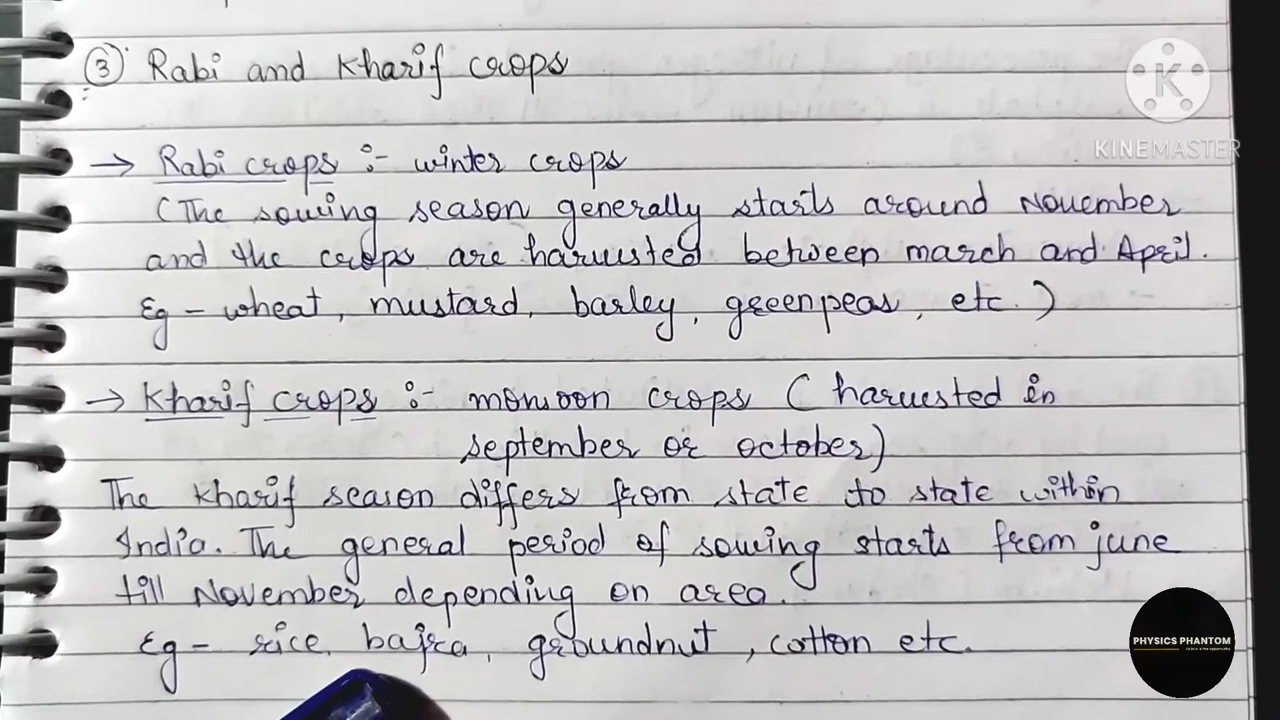 ③ Rabi and Kharif crops
K
KINEMASTER
→ Rabi crops :- winter crops
(The sowing season generally starts around November
and the crops are harvested between march and April.
Eg - wheat, mustard, barley, greenpeas, etc.)
→ Kharif crops :- monsoon crops ( harvested in
september or october)
The kharif season differs from state to state within
India. The general period of sowing starts from june
till November depending on area.
Eg - rice, bajra, groundnut, cotton etc.
PHYSICS PHANTOM